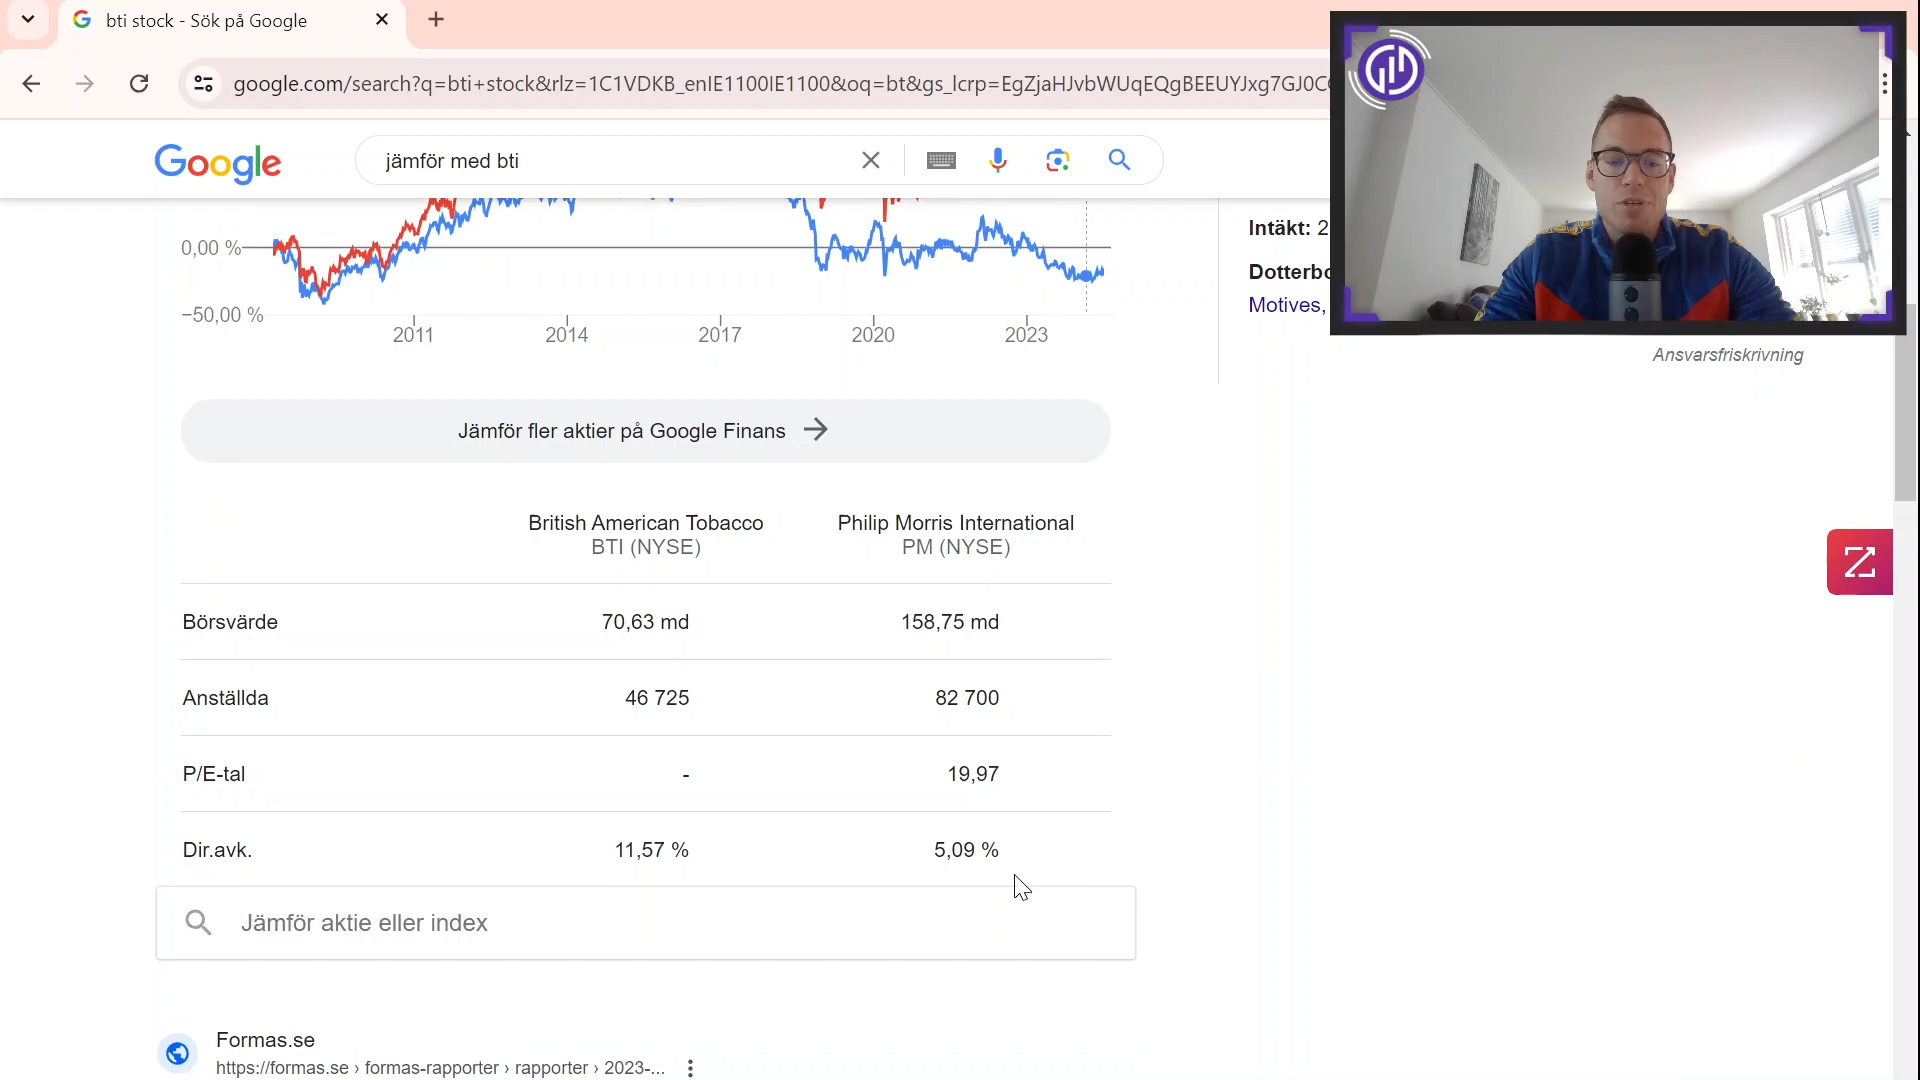 bti stock - Sök på Google
google.com/search?q=bti+stock&rlz=1C1VDKB_enIE1100IE1100&oq=bt&gs_lcrp=EgZjaHJvbWUqEQgBEEUYJxg7GJ0C
Google
jämför med bti
0,00 %
−50,00 %
2011 2014 2017 2020 2023
Intäkt: 2
Dotterbo
Motives,
Ansvarsfriskrivning
Jämför fler aktier på Google Finans
British American Tobacco Philip Morris International
BTI (NYSE) PM (NYSE)
Börsvärde 70,63 md 158,75 md
Anställda 46 725 82 700
P/E-tal - 19,97
Dir.avk. 11,57 % 5,09 %
Jämför aktie eller index
Formas.se
https://formas.se › formas-rapporter › rapporter › 2023-...